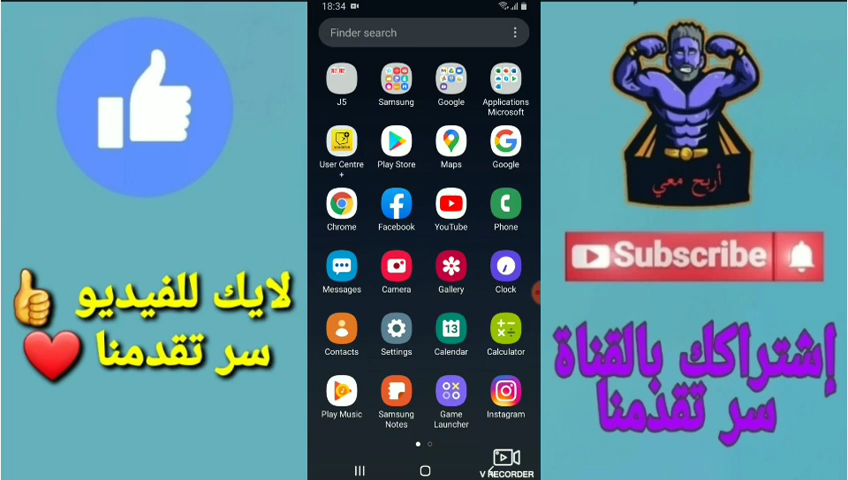 18:34
Finder search
J5
Samsung
Google
Applications
Microsoft
User Centre
+
Play Store
Maps
Google
Chrome
Facebook
YouTube
Phone
Messages
Camera
Gallery
Clock
Contacts
Settings
13
Calendar
Calculator
Play Music
Samsung
Notes
Game
Launcher
Instagram
V RECORDER
لايك للفيديو
سر تقدمنا
أربح معي
Subscribe
إشتراكك بالقناة
سر تقدمنا